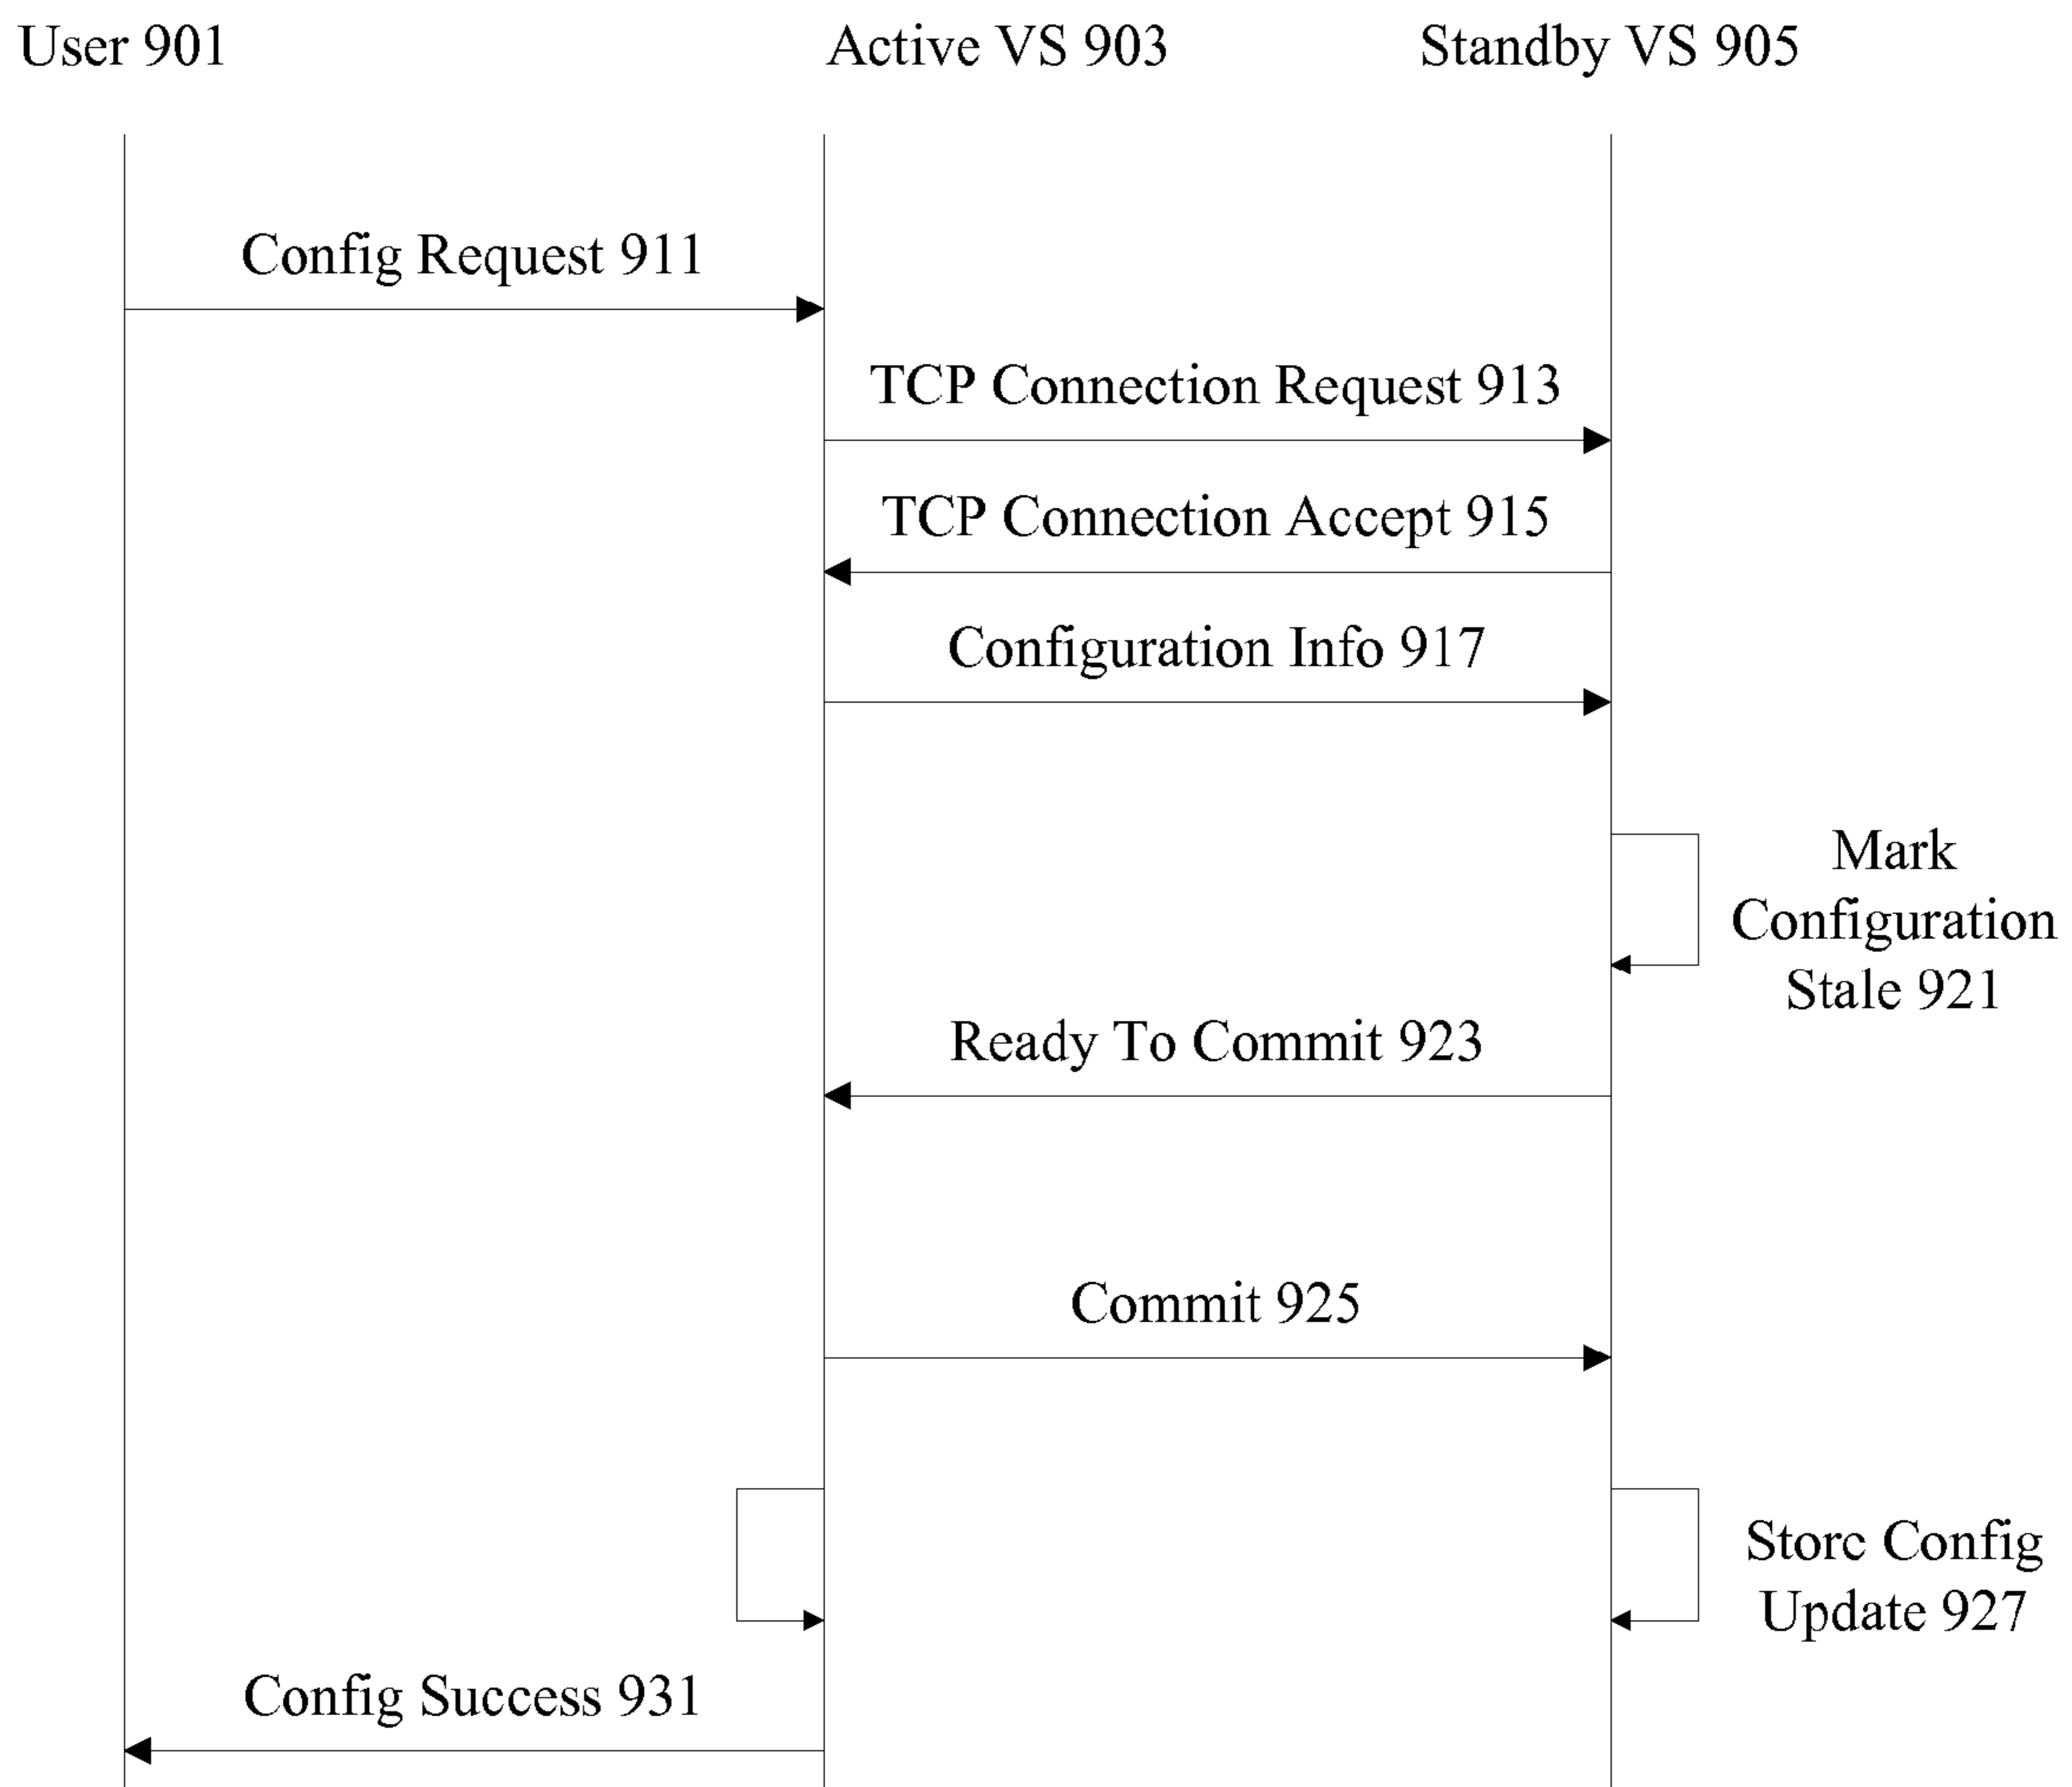 User 901
Active VS 903
Standby VS 905
Config Request 911
TCP Connection Request 913
TCP Connection Accept 915
Configuration Info 917
Mark
Configuration
Stale 921
Ready To Commit 923
Commit 925
Store Config
Update 927
Config Success 931